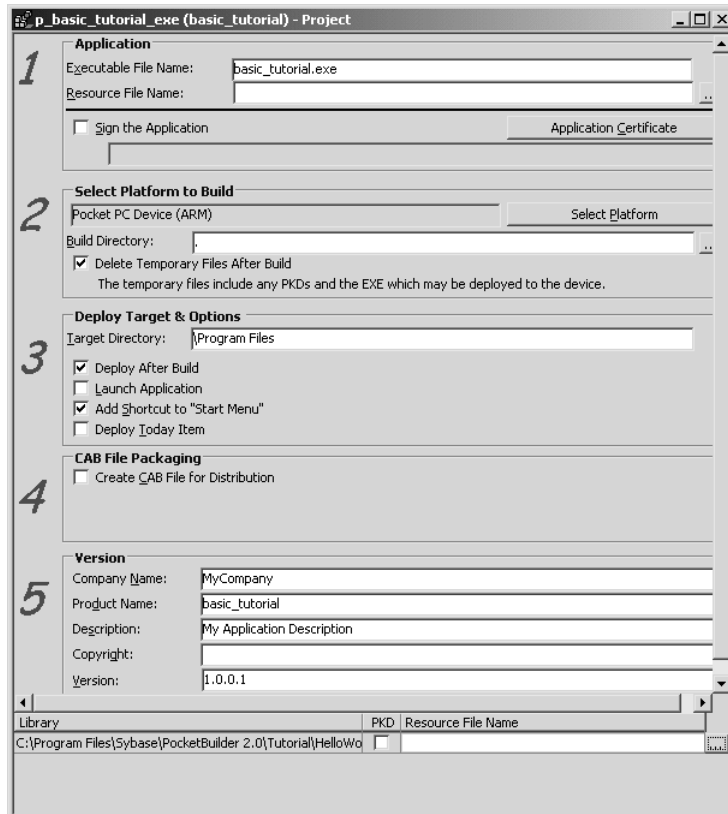 p_basic_tutorial_exe (basic_tutorial) - Project
1
Application
Executable File Name: basic_tutorial.exe
Resource File Name:
..
Sign the Application
Application Certificate
2
Select Platform to Build
Pocket PC Device (ARM)
Select Platform
Build Directory: .
..
Delete Temporary Files After Build
The temporary files include any PKDs and the EXE which may be deployed to the device.
3
Deploy Target & Options
Target Directory: \Program Files
Deploy After Build
Launch Application
Add Shortcut to "Start Menu"
Deploy Today Item
4
CAB File Packaging
Create CAB File for Distribution
5
Version
Company Name: MyCompany
Product Name: basic_tutorial
Description: My Application Description
Copyright:
Version: 1.0.0.1
Library PKD Resource File Name
C:\Program Files\Sybase\PocketBuilder 2.0\Tutorial\HelloWo
...